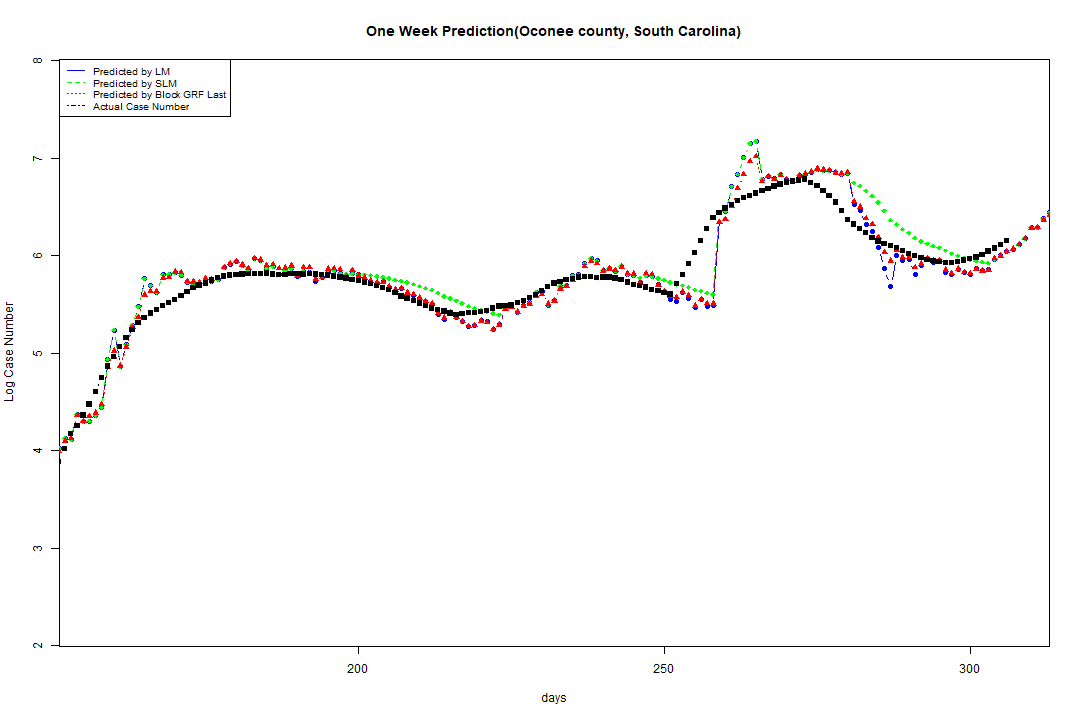 One Week Prediction(Oconee county, South Carolina)
Predicted by LM
Predicted by SLM
Predicted by Block GRF Last
Actual Case Number
8
7
6
5
4
3
2
Log Case Number
200
250
300
days